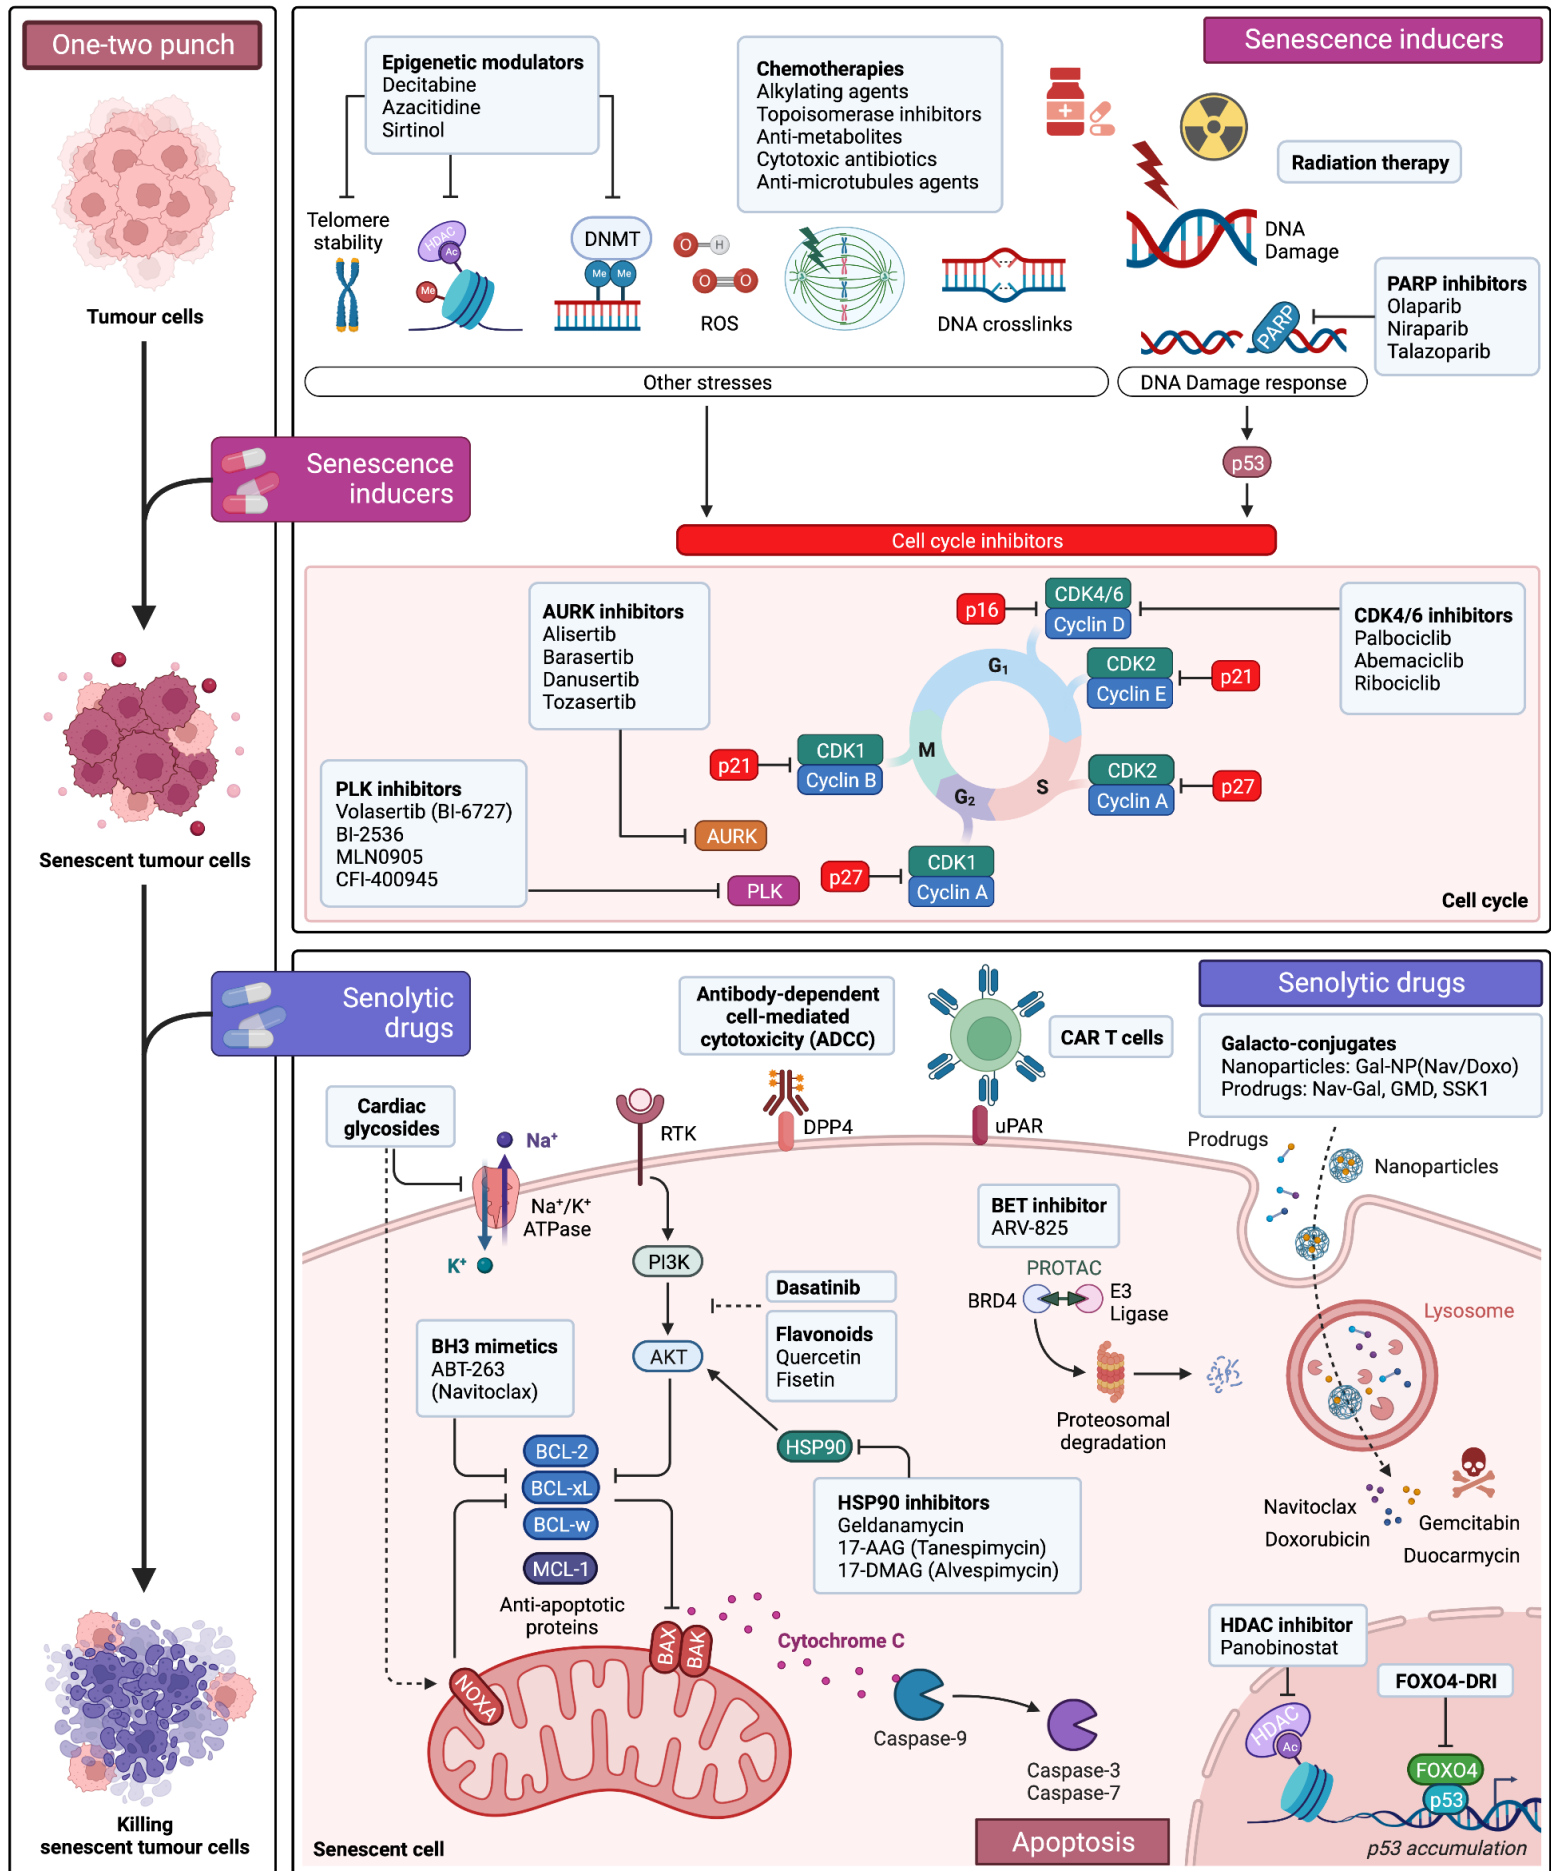 One-two punch
Tumour cells
Senescence
inducers
Senescent tumour cells
Senolytic
drugs
Killing
senescent tumour cells
Senescence inducers
Epigenetic modulators
Decitabine
Azacitidine
Sirtinol
Chemotherapies
Alkylating agents
Topoisomerase inhibitors
Anti-metabolites
Cytotoxic antibiotics
Anti-microtubules agents
Radiation therapy
Telomere
stability
HDAC
Ac
Me
DNMT
Me Me
O H
O O
ROS
DNA crosslinks
DNA
Damage
PARP inhibitors
Olaparib
Niraparib
Talazoparib
PARP
Other stresses
DNA Damage response
p53
Cell cycle inhibitors
AURK inhibitors
Alisertib
Barasertib
Danusertib
Tozasertib
p16
CDK4/6
Cyclin D
CDK4/6 inhibitors
Palbociclib
Abemaciclib
Ribociclib
G₁
CDK2
Cyclin E
p21
p21
CDK1
Cyclin B
M
G₂
S
CDK2
Cyclin A
p27
PLK inhibitors
Volasertib (BI-6727)
BI-2536
MLN0905
CFI-400945
AURK
PLK
p27
CDK1
Cyclin A
Cell cycle
Senolytic drugs
Antibody-dependent
cell-mediated
cytotoxicity (ADCC)
CAR T cells
Galacto-conjugates
Nanoparticles: Gal-NP(Nav/Doxo)
Prodrugs: Nav-Gal, GMD, SSK1
Cardiac
glycosides
Na⁺
RTK
DPP4
uPAR
Prodrugs
Nanoparticles
Na⁺/K⁺
ATPase
K⁺
PI3K
BET inhibitor
ARV-825
PROTAC
BRD4
E3
Ligase
Dasatinib
Flavonoids
Quercetin
Fisetin
Lysosome
BH3 mimetics
ABT-263
(Navitoclax)
AKT
Proteosomal
degradation
BCL-2
BCL-xL
BCL-w
MCL-1
Anti-apoptotic
proteins
HSP90
HSP90 inhibitors
Geldanamycin
17-AAG (Tanespimycin)
17-DMAG (Alvespimycin)
Navitoclax
Doxorubicin
Gemcitabin
Duocarmycin
BAX
BAK
NOXA
Cytochrome C
Caspase-9
Caspase-3
Caspase-7
HDAC inhibitor
Panobinostat
FOXO4-DRI
HDAC
Ac
FOXO4
p53
p53 accumulation
Senescent cell
Apoptosis